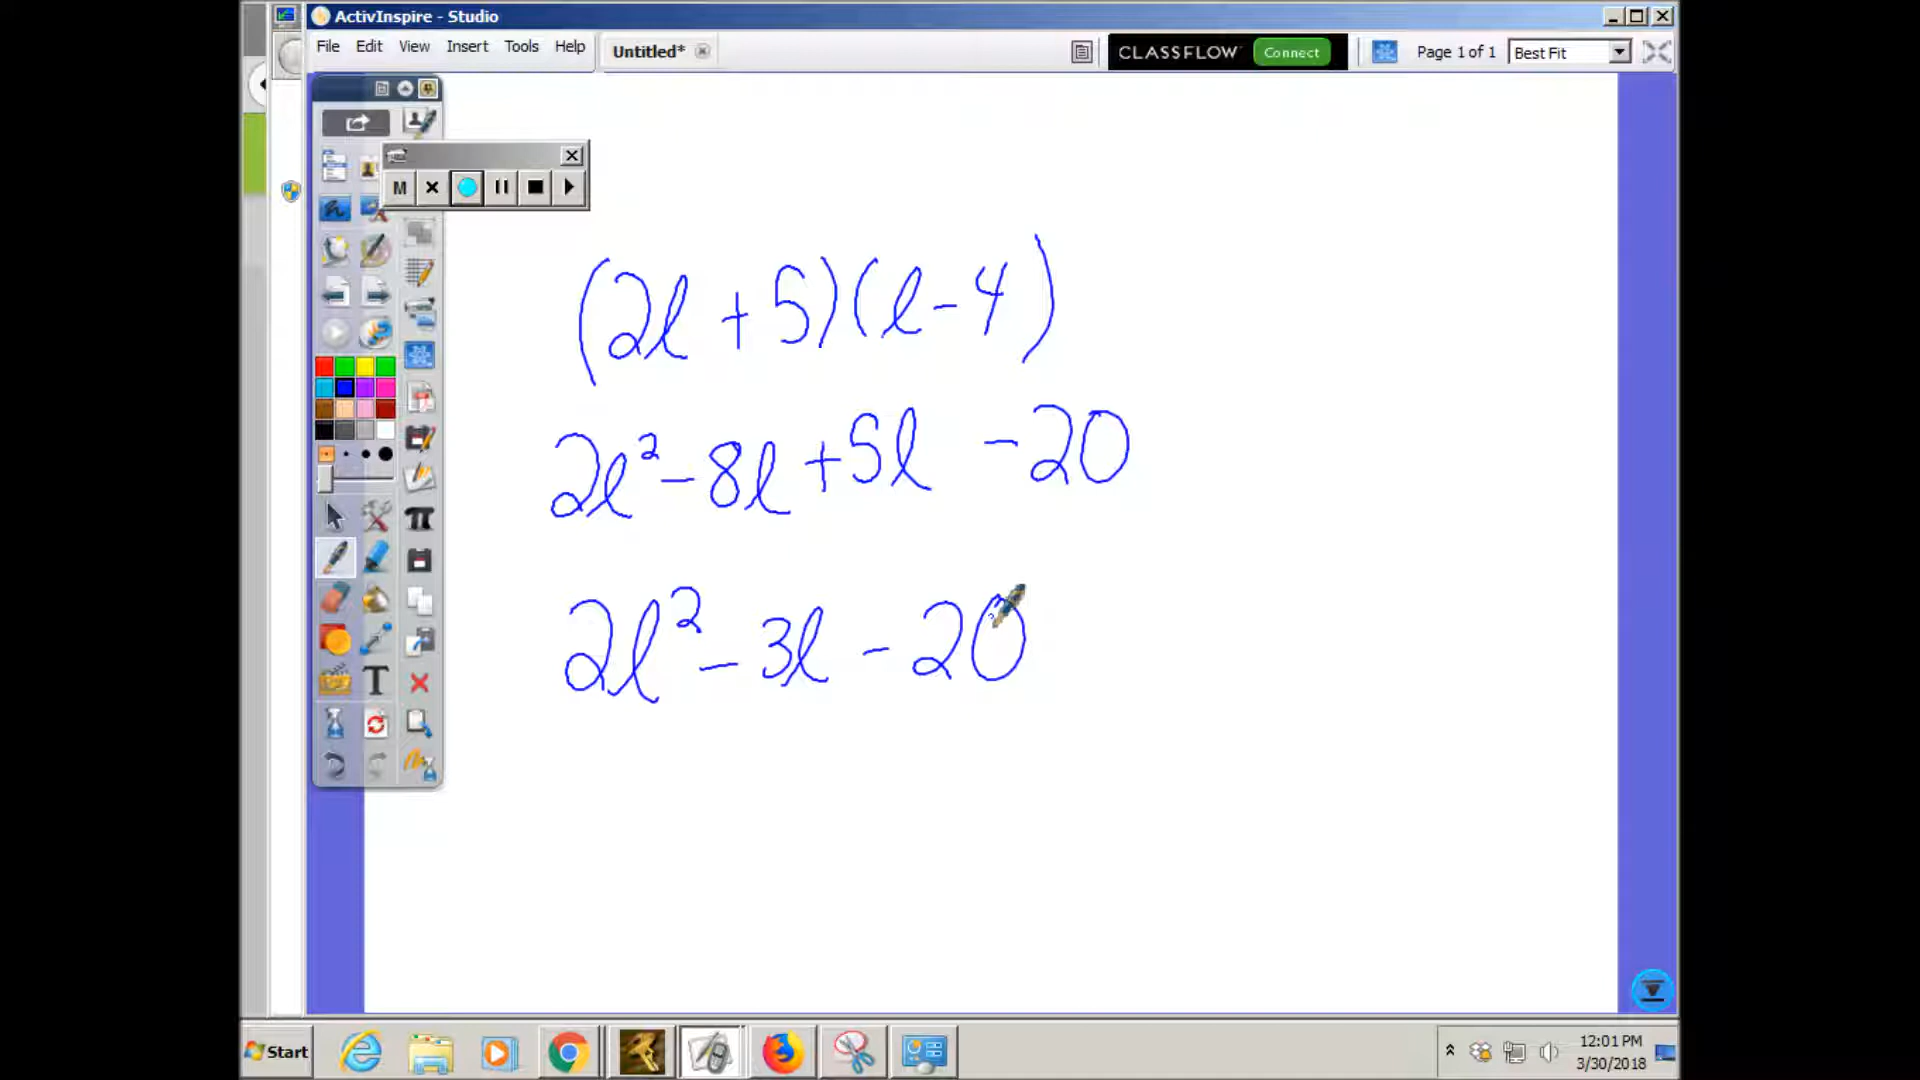 ActivInspire - Studio
File Edit View Insert Tools Help
Untitled*
CLASSFLOW Connect
Page 1 of 1
Best Fit
M
(2l + 5)(l - 4)
2l² - 8l + 5l - 20
2l² - 3l - 20
π
T
Start
12:01 PM
3/30/2018